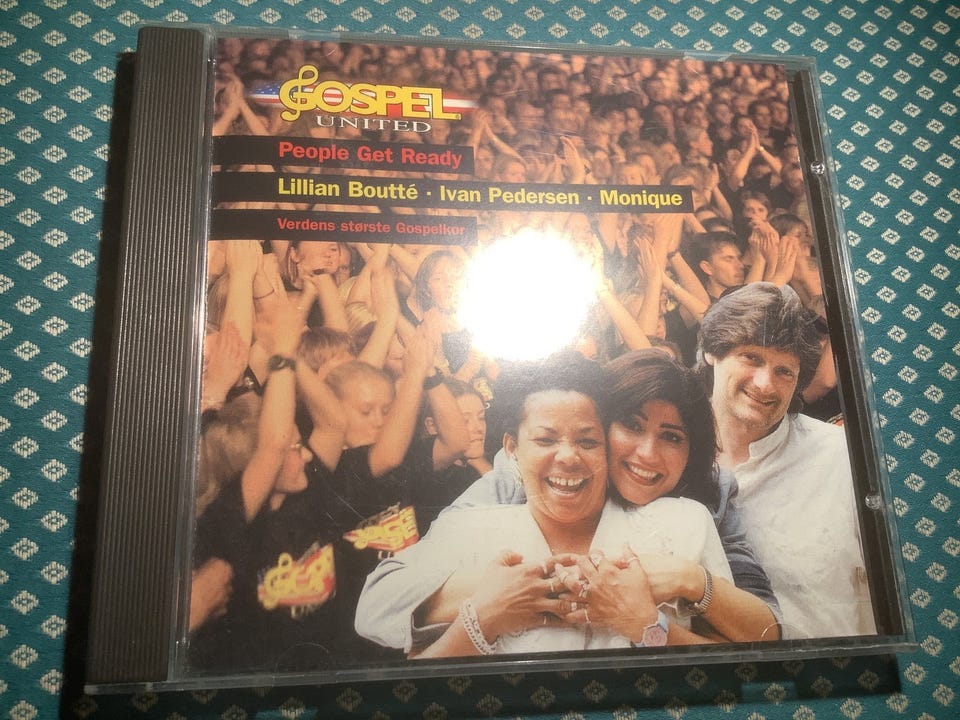 GOSPEL
UNITED
People Get Ready
Lillian Boutté · Ivan Pedersen · Monique
Verdens største Gospelkor